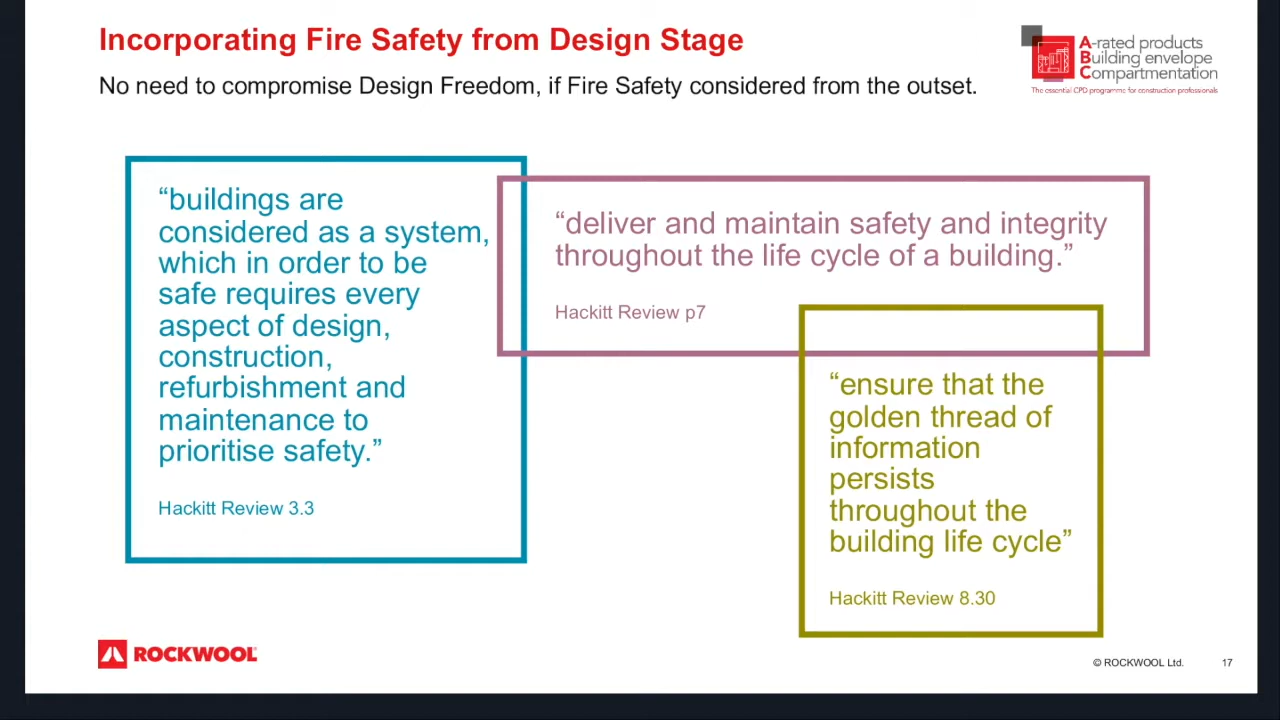 Incorporating Fire Safety from Design Stage
No need to compromise Design Freedom, if Fire Safety considered from the outset.
A-rated products
Building envelope
Compartmentation
The essential CPD programme for construction professionals
“buildings are
considered as a system,
which in order to be
safe requires every
aspect of design,
construction,
refurbishment and
maintenance to
prioritise safety.”
Hackitt Review 3.3
“deliver and maintain safety and integrity
throughout the life cycle of a building.”
Hackitt Review p7
“ensure that the
golden thread of
information
persists
throughout the
building life cycle”
Hackitt Review 8.30
ROCKWOOL
© ROCKWOOL Ltd.
17